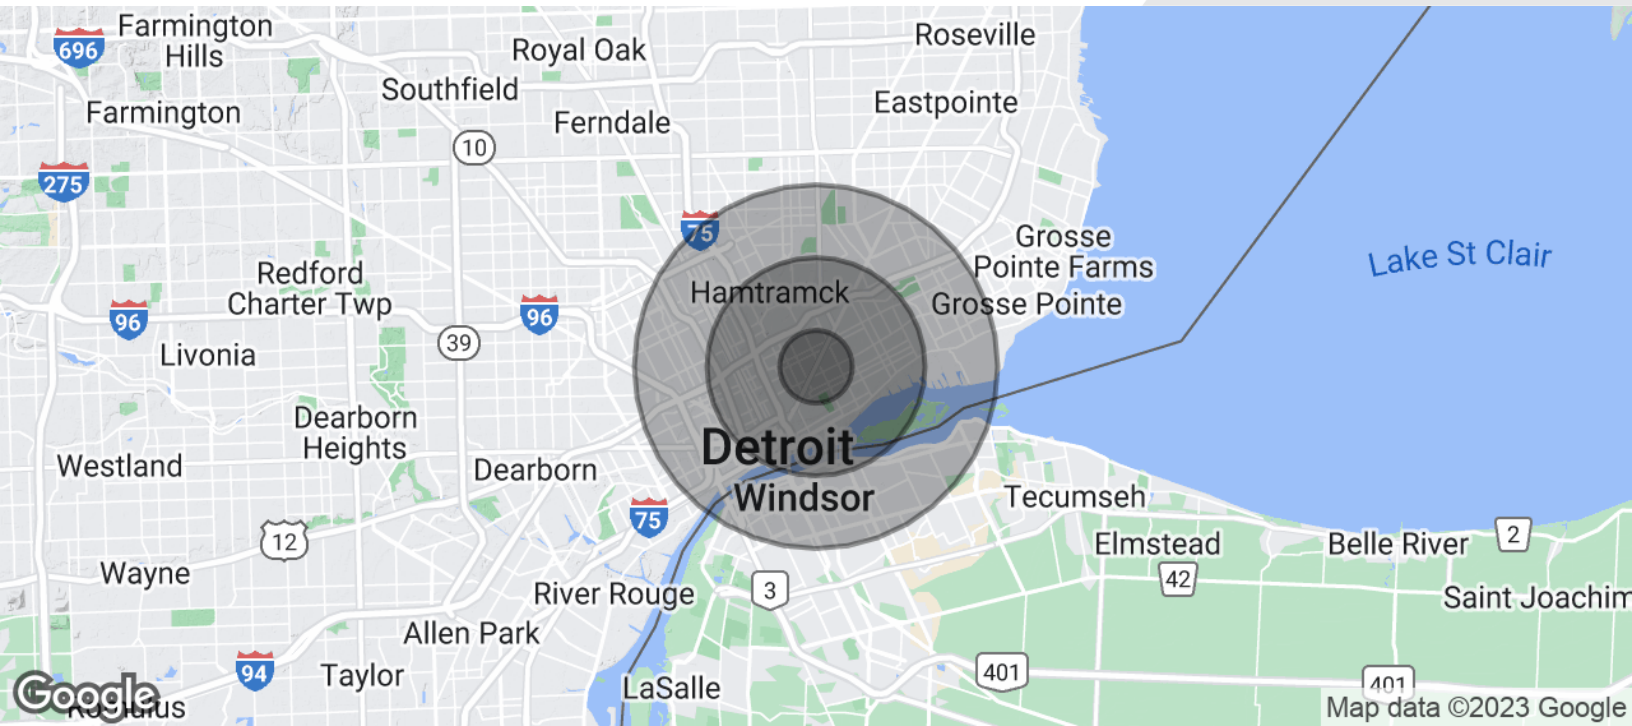 Farmington
Hills
696
Royal Oak
Roseville
Southfield
Farmington
Eastpointe
Ferndale
10
275
75
Grosse
Pointe Farms
Lake St Clair
Redford
Charter Twp
Hamtramck
Grosse Pointe
96
96
39
Livonia
Dearborn
Heights
Detroit
Westland
Dearborn
Windsor
Tecumseh
75
12
Elmstead
Belle River
2
Wayne
42
River Rouge
3
Saint Joachim
Allen Park
94
Taylor
401
401
LaSalle
Google
Romulus
Map data ©2023 Google